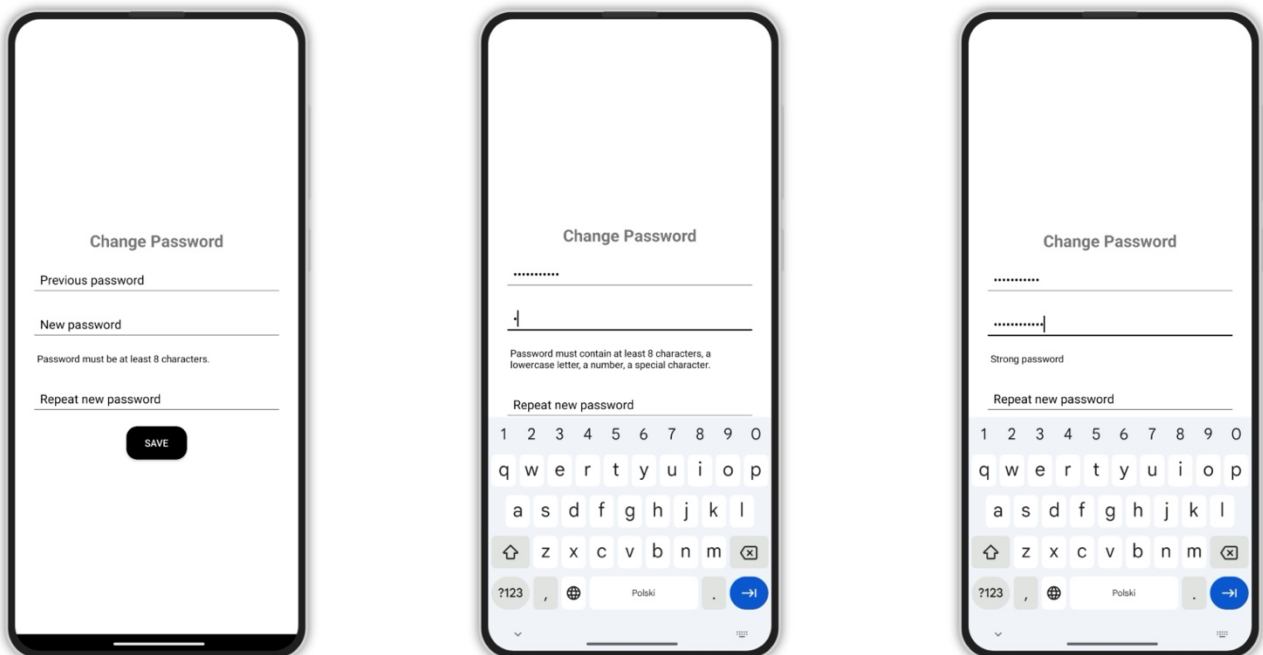 Change Password
Previous password
New password
Password must be at least 8 characters.
Repeat new password
SAVE
Change Password
•••••••••••
•
Password must contain at least 8 characters, a
lowercase letter, a number, a special character.
Repeat new password
1 2 3 4 5 6 7 8 9 0
q w e r t y u i o p
a s d f g h j k l
z x c v b n m
?123 , Polski .
Change Password
•••••••••••
••••••••••••
Strong password
Repeat new password
1 2 3 4 5 6 7 8 9 0
q w e r t y u i o p
a s d f g h j k l
z x c v b n m
?123 , Polski .